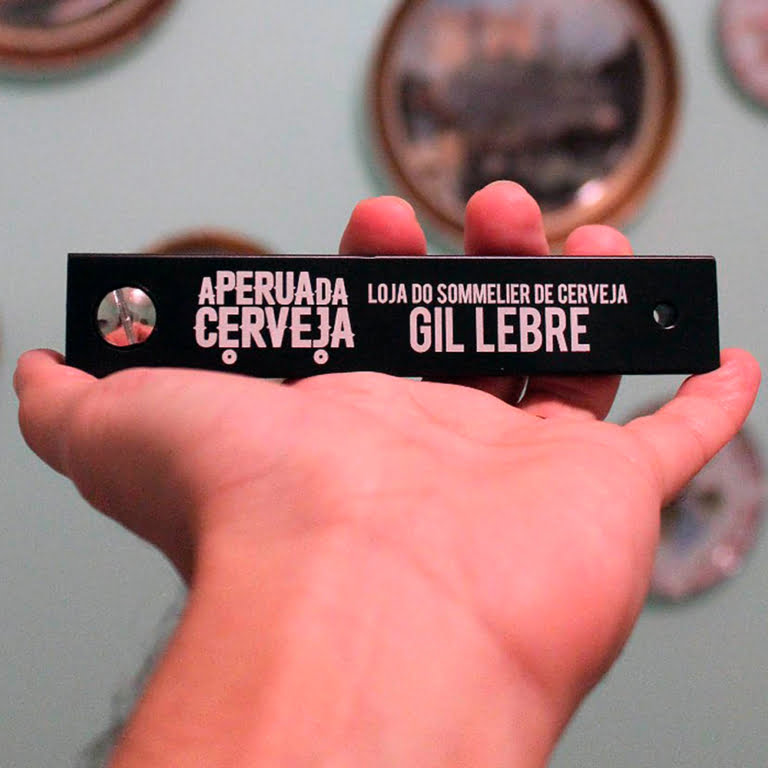 APERUADA
CERVEJA
LOJA DO SOMMELIER DE CERVEJA
GIL LEBRE